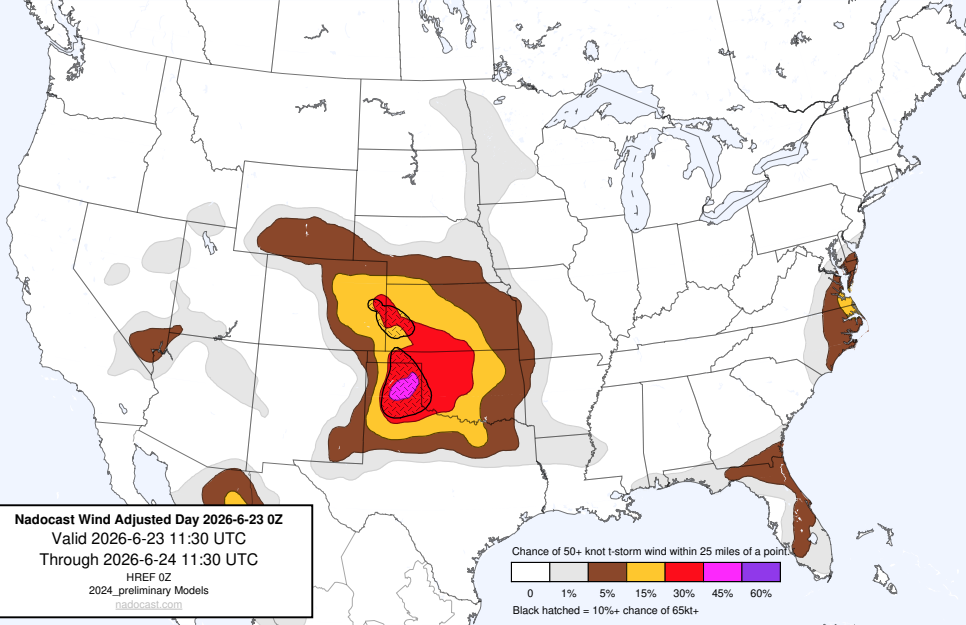 Nadocast Wind Adjusted Day 2026-6-23 0Z
Valid 2026-6-23 11:30 UTC
Through 2026-6-24 11:30 UTC
HREF 0Z
2024_preliminary Models
nadocast.com
Chance of 50+ knot t-storm wind within 25 miles of a point.
0 1% 5% 15% 30% 45% 60%
Black hatched = 10%+ chance of 65kt+